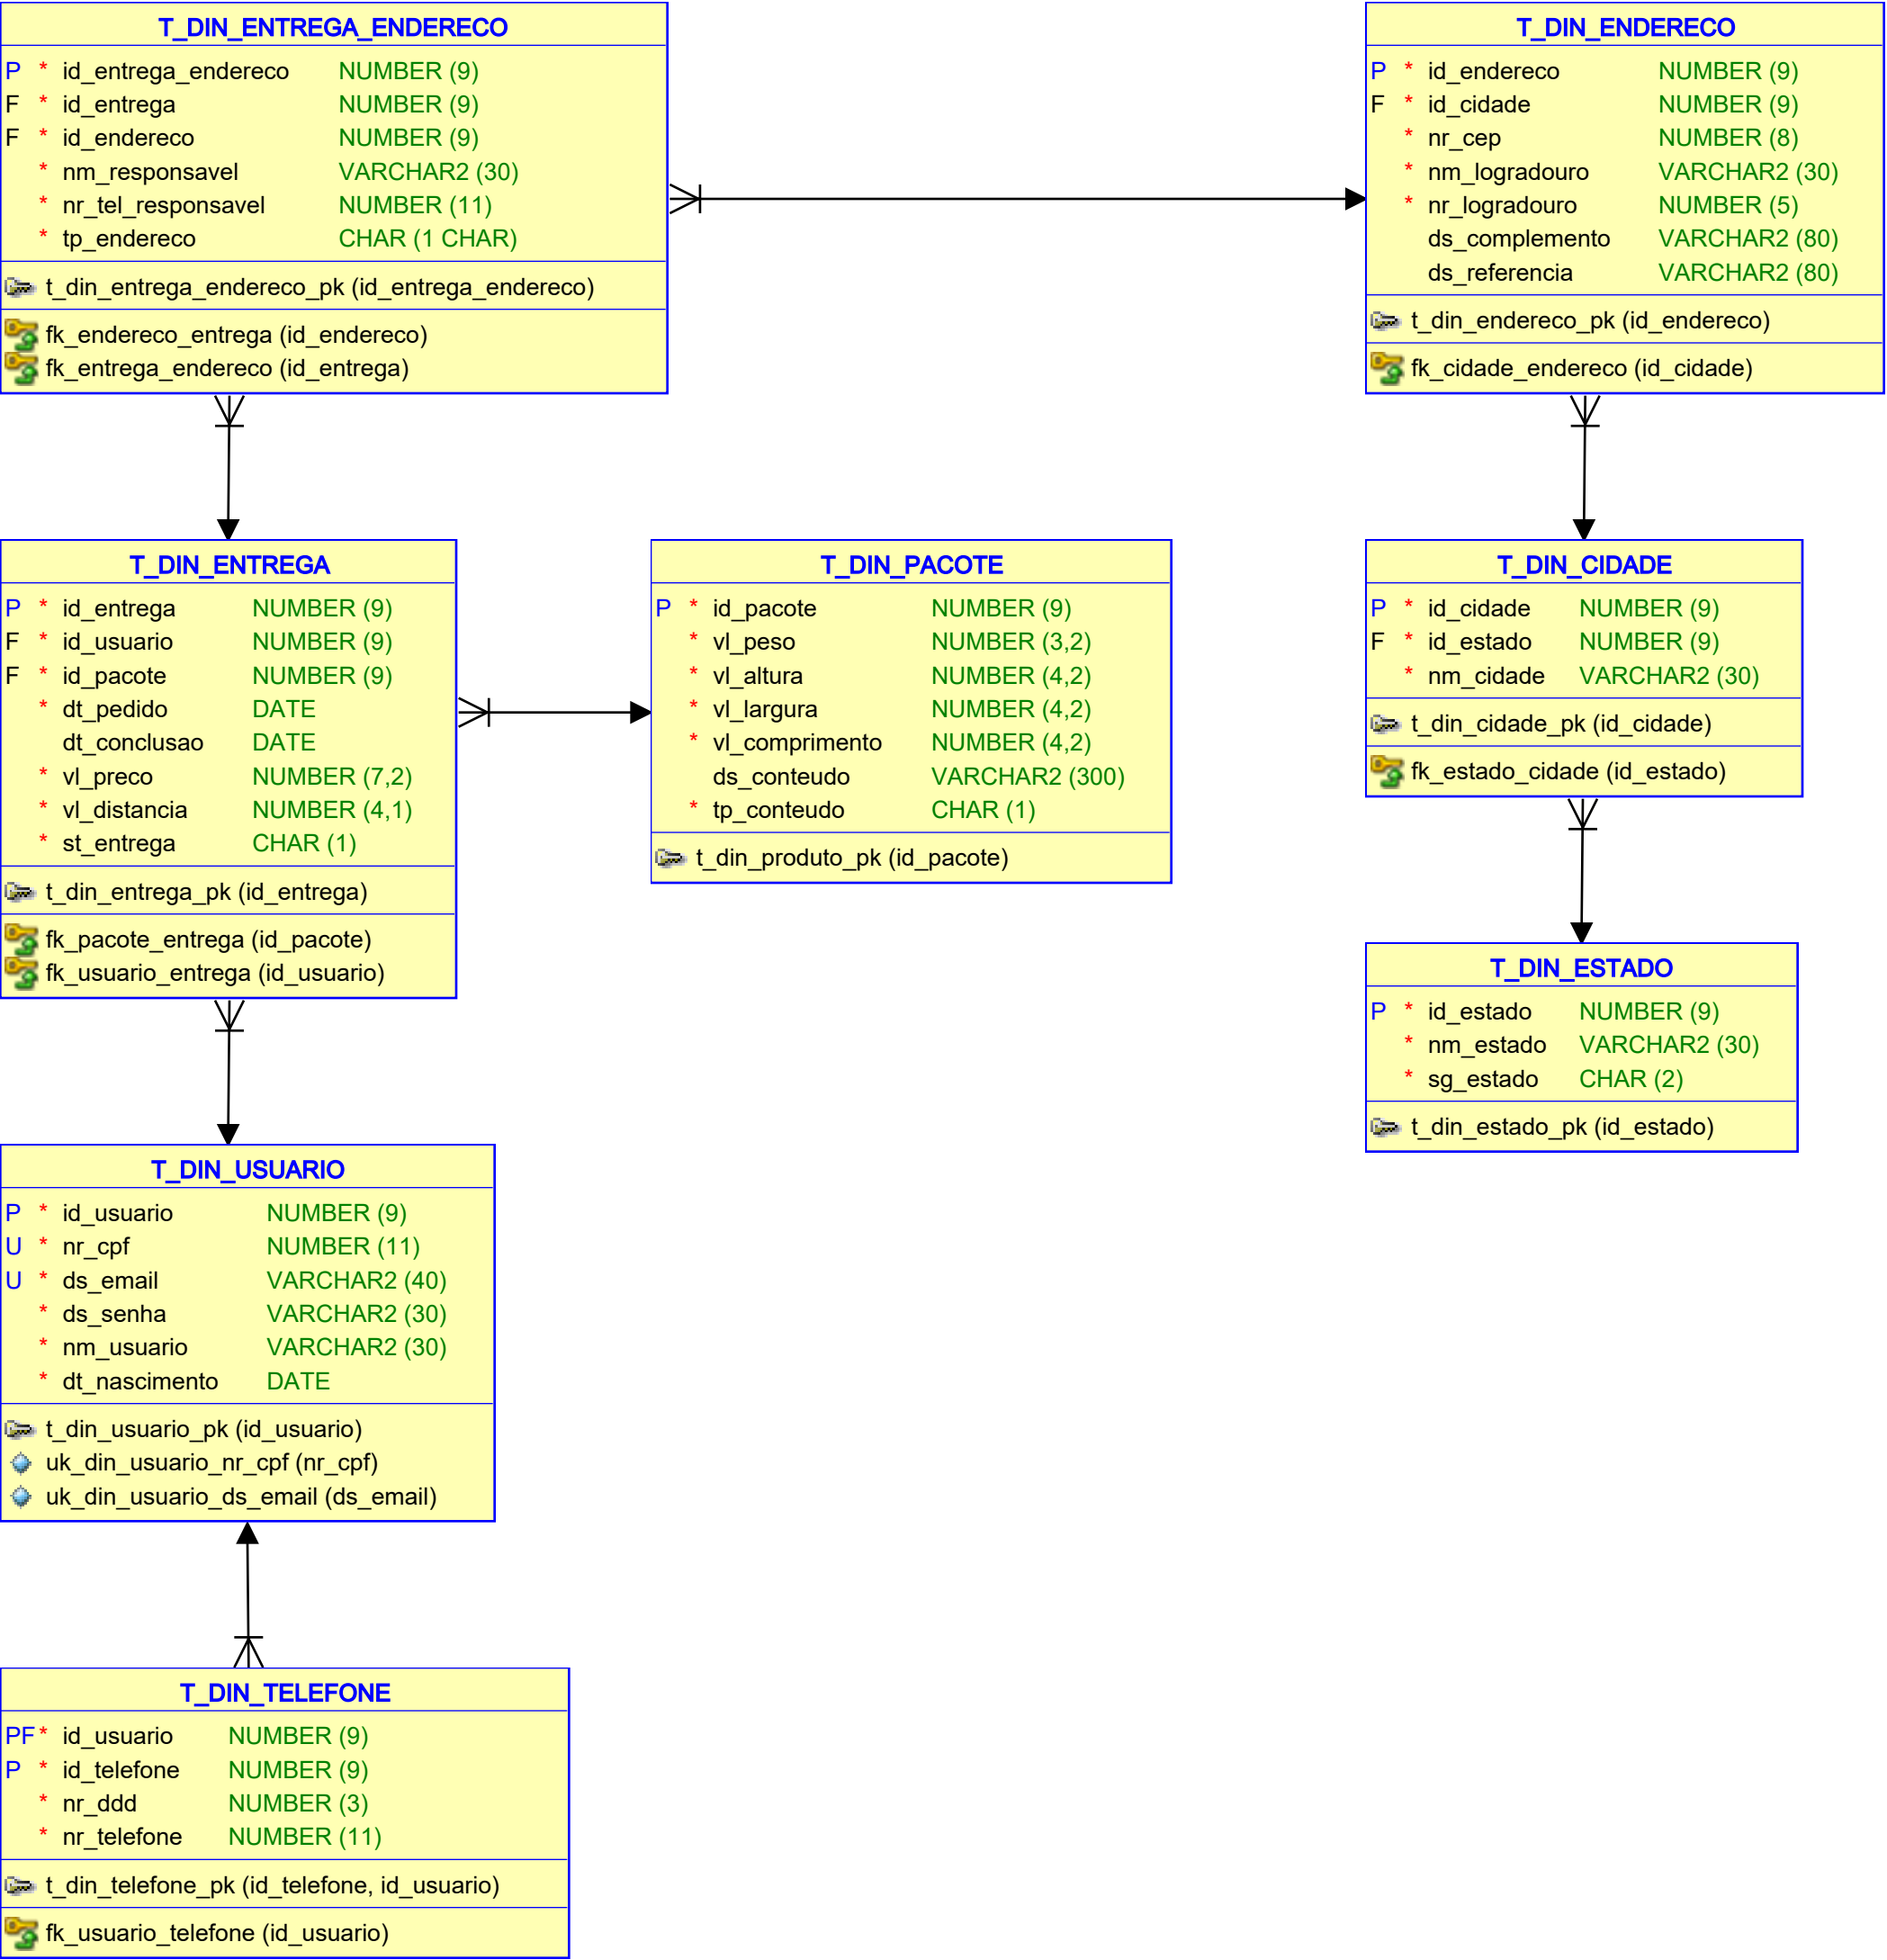 T_DIN_ENTREGA_ENDERECO
P * id_entrega_endereco NUMBER (9)
F * id_entrega NUMBER (9)
F * id_endereco NUMBER (9)
* nm_responsavel VARCHAR2 (30)
* nr_tel_responsavel NUMBER (11)
* tp_endereco CHAR (1 CHAR)
t_din_entrega_endereco_pk (id_entrega_endereco)
fk_endereco_entrega (id_endereco)
fk_entrega_endereco (id_entrega)
T_DIN_ENDERECO
P * id_endereco NUMBER (9)
F * id_cidade NUMBER (9)
* nr_cep NUMBER (8)
* nm_logradouro VARCHAR2 (30)
* nr_logradouro NUMBER (5)
ds_complemento VARCHAR2 (80)
ds_referencia VARCHAR2 (80)
t_din_endereco_pk (id_endereco)
fk_cidade_endereco (id_cidade)
T_DIN_ENTREGA
P * id_entrega NUMBER (9)
F * id_usuario NUMBER (9)
F * id_pacote NUMBER (9)
* dt_pedido DATE
dt_conclusao DATE
* vl_preco NUMBER (7,2)
* vl_distancia NUMBER (4,1)
* st_entrega CHAR (1)
t_din_entrega_pk (id_entrega)
fk_pacote_entrega (id_pacote)
fk_usuario_entrega (id_usuario)
T_DIN_PACOTE
P * id_pacote NUMBER (9)
* vl_peso NUMBER (3,2)
* vl_altura NUMBER (4,2)
* vl_largura NUMBER (4,2)
* vl_comprimento NUMBER (4,2)
ds_conteudo VARCHAR2 (300)
* tp_conteudo CHAR (1)
t_din_produto_pk (id_pacote)
T_DIN_CIDADE
P * id_cidade NUMBER (9)
F * id_estado NUMBER (9)
* nm_cidade VARCHAR2 (30)
t_din_cidade_pk (id_cidade)
fk_estado_cidade (id_estado)
T_DIN_ESTADO
P * id_estado NUMBER (9)
* nm_estado VARCHAR2 (30)
* sg_estado CHAR (2)
t_din_estado_pk (id_estado)
T_DIN_USUARIO
P * id_usuario NUMBER (9)
U * nr_cpf NUMBER (11)
U * ds_email VARCHAR2 (40)
* ds_senha VARCHAR2 (30)
* nm_usuario VARCHAR2 (30)
* dt_nascimento DATE
t_din_usuario_pk (id_usuario)
uk_din_usuario_nr_cpf (nr_cpf)
uk_din_usuario_ds_email (ds_email)
T_DIN_TELEFONE
PF * id_usuario NUMBER (9)
P * id_telefone NUMBER (9)
* nr_ddd NUMBER (3)
* nr_telefone NUMBER (11)
t_din_telefone_pk (id_telefone, id_usuario)
fk_usuario_telefone (id_usuario)